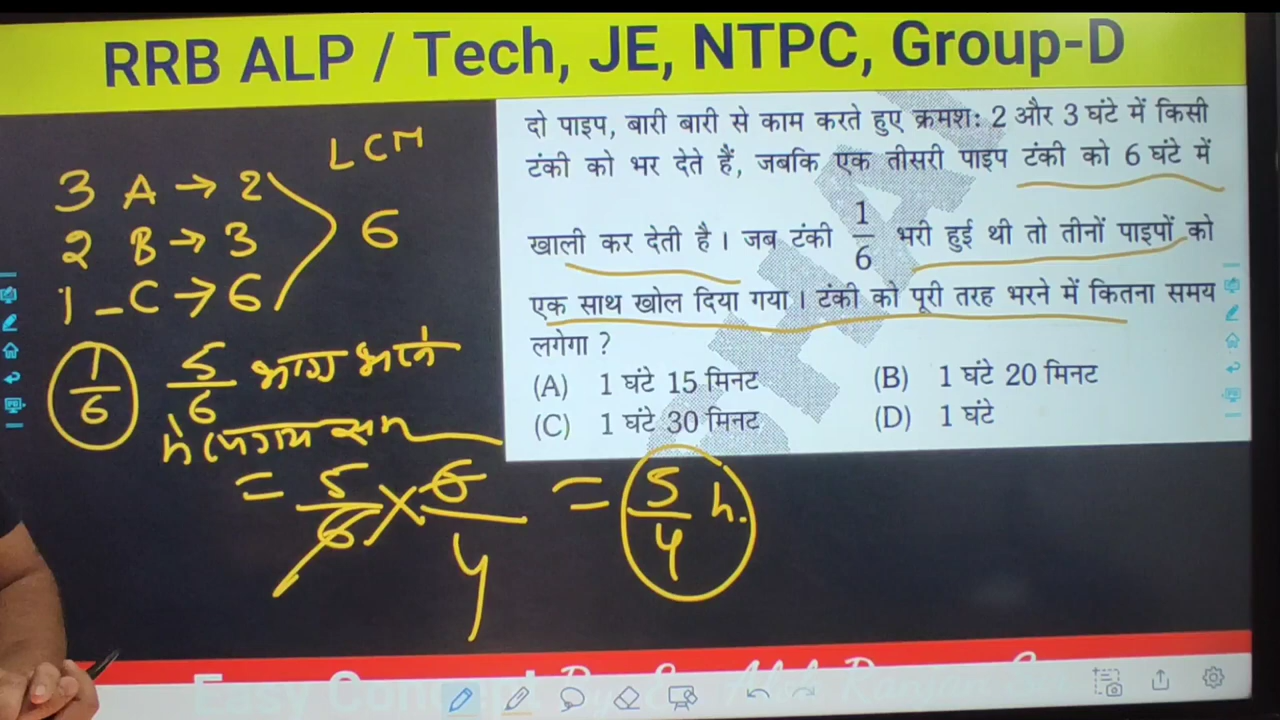 RRB ALP / Tech, JE, NTPC, Group-D
दो पाइप, बारी बारी से काम करते हुए क्रमशः 2 और 3 घंटे में किसी
टंकी को भर देते हैं, जबकि एक तीसरी पाइप टंकी को 6 घंटे में
खाली कर देती है। जब टंकी 1/6 भरी हुई थी तो तीनों पाइपों को
एक साथ खोल दिया गया। टंकी को पूरी तरह भरने में कितना समय
लगेगा ?
(A) 1 घंटे 15 मिनट (B) 1 घंटे 20 मिनट
(C) 1 घंटे 30 मिनट (D) 1 घंटे
LCM
3 A → 2
2 B → 3
6
1 - C → 6
1/6 5/6 भाग भरने
में
= 5/6 × 6/4 = 5/4 h.
Easy
By